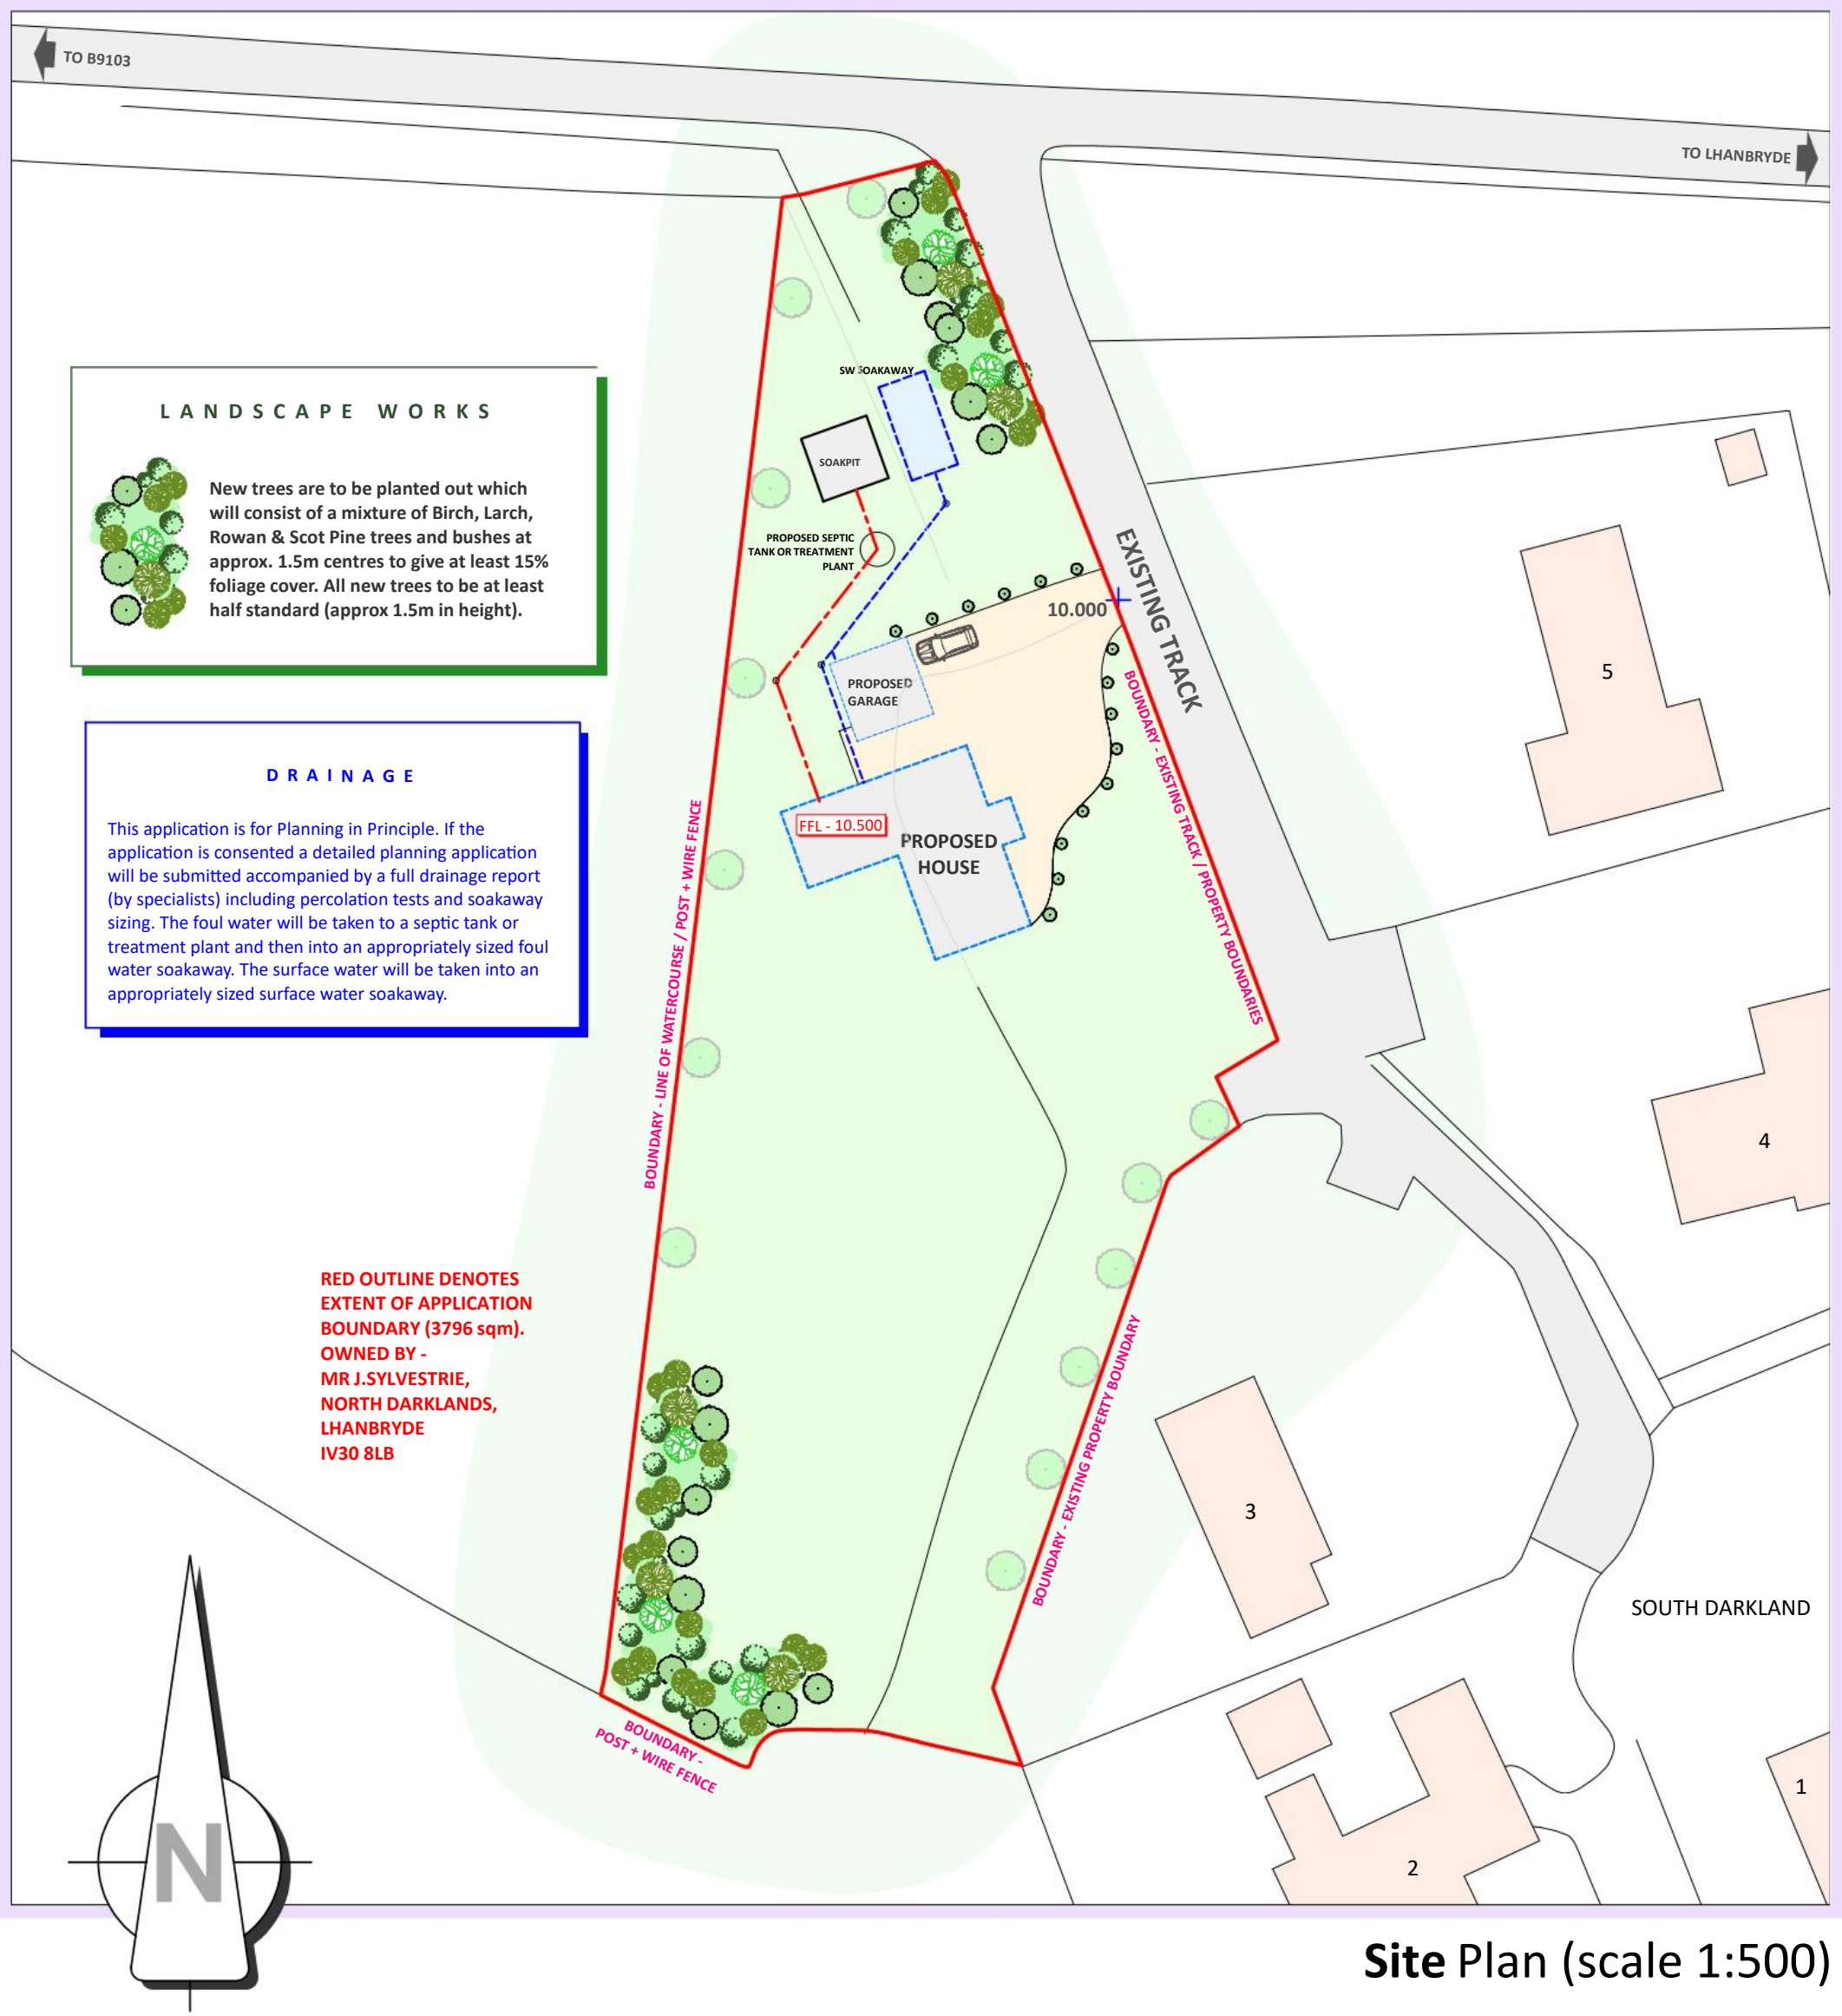 TO B9103
TO LHANBRYDE
LANDSCAPE WORKS
New trees are to be planted out which
will consist of a mixture of Birch, Larch,
Rowan & Scot Pine trees and bushes at
approx. 1.5m centres to give at least 15%
foliage cover. All new trees to be at least
half standard (approx 1.5m in height).
SW SOAKAWAY
SOAKPIT
PROPOSED SEPTIC
TANK OR TREATMENT
PLANT
10.000
EXISTING TRACK
PROPOSED
GARAGE
BOUNDARY - EXISTING TRACK / PROPERTY BOUNDARIES
5
DRAINAGE
This application is for Planning in Principle. If the
application is consented a detailed planning application
will be submitted accompanied by a full drainage report
(by specialists) including percolation tests and soakaway
sizing. The foul water will be taken to a septic tank or
treatment plant and then into an appropriately sized foul
water soakaway. The surface water will be taken into an
appropriately sized surface water soakaway.
BOUNDARY - LINE OF WATERCOURSE / POST + WIRE FENCE
FFL - 10.500
PROPOSED
HOUSE
4
RED OUTLINE DENOTES
EXTENT OF APPLICATION
BOUNDARY (3796 sqm).
OWNED BY -
MR J.SYLVESTRIE,
NORTH DARKLANDS,
LHANBRYDE
IV30 8LB
BOUNDARY - EXISTING PROPERTY BOUNDARY
3
SOUTH DARKLAND
BOUNDARY -
POST + WIRE FENCE
1
2
N
Site Plan (scale 1:500)